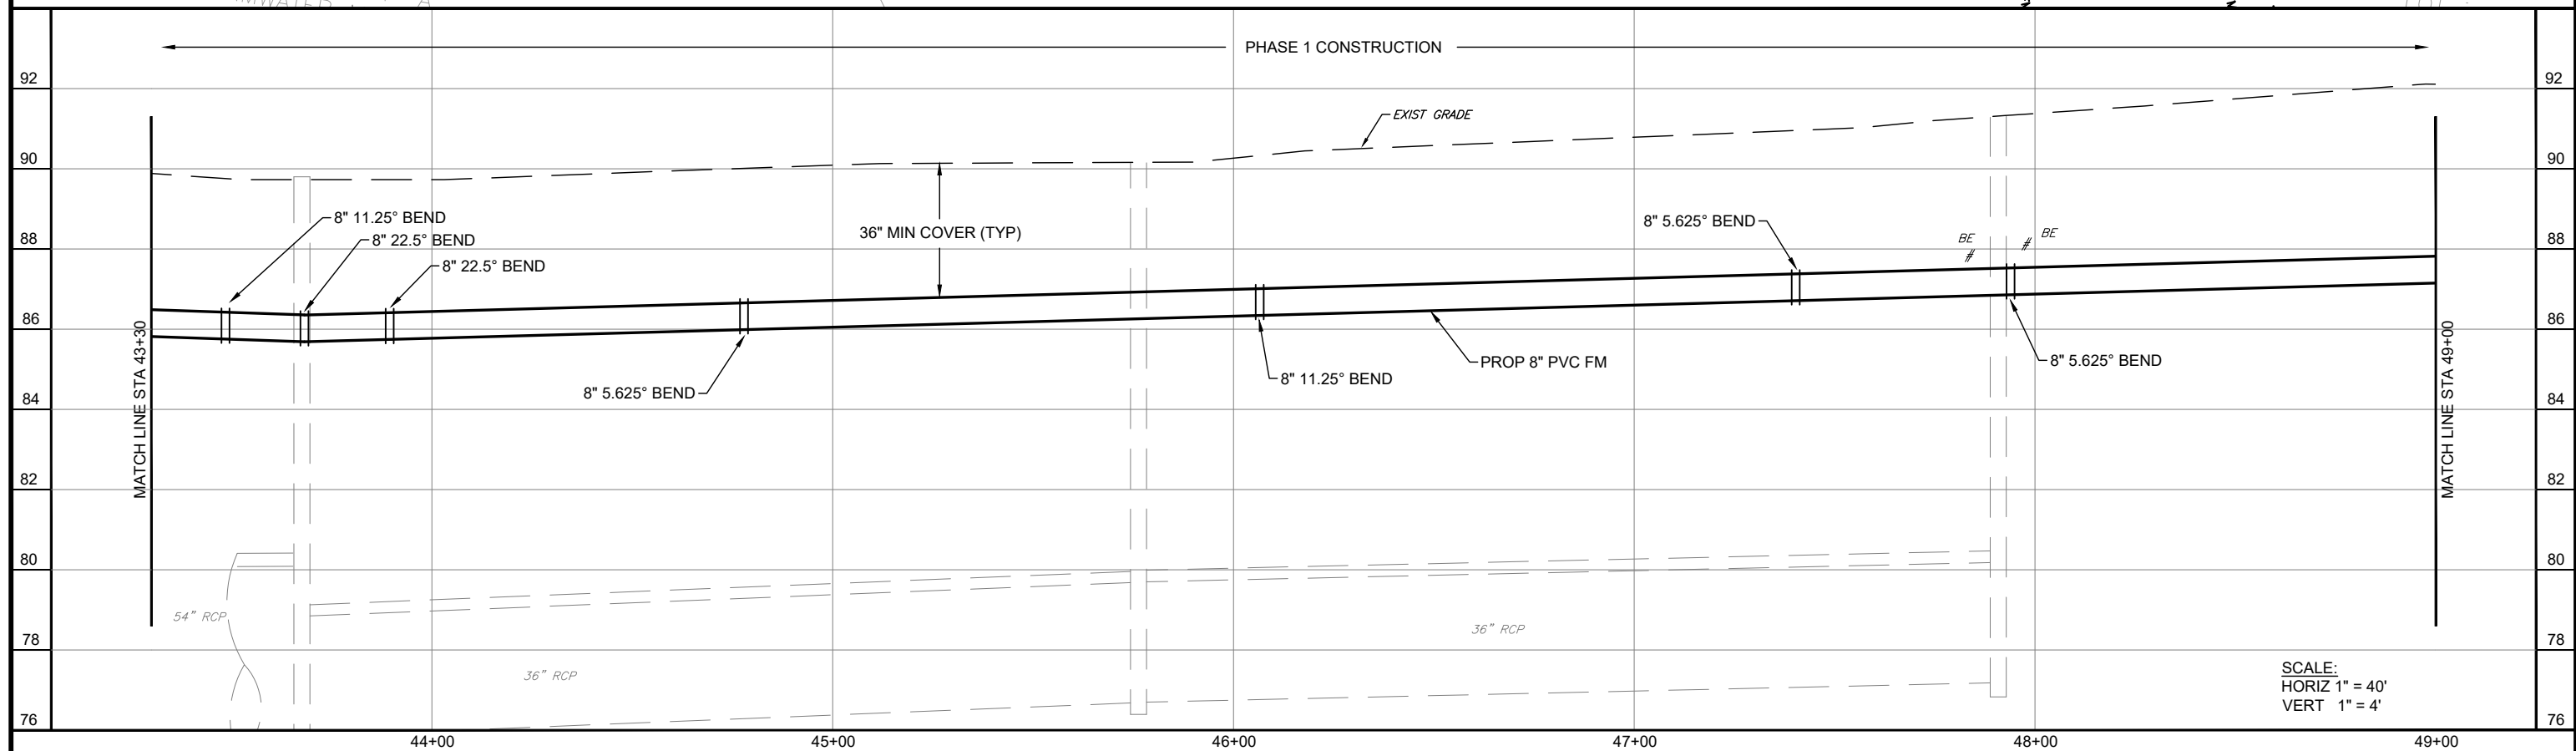 PHASE 1 CONSTRUCTION
92
92
EXIST GRADE
90
90
8" 11.25° BEND
8" 5.625° BEND
8" 22.5° BEND
36" MIN COVER (TYP)
BE
BE
88
88
8" 22.5° BEND
86
86
MATCH LINE STA 43+30
MATCH LINE STA 49+00
PROP 8" PVC FM
8" 5.625° BEND
8" 11.25° BEND
8" 5.625° BEND
84
84
82
82
80
80
54" RCP
36" RCP
78
78
36" RCP
SCALE:
HORIZ 1" = 40'
VERT 1" = 4'
76
76
44+00
45+00
46+00
47+00
48+00
49+00